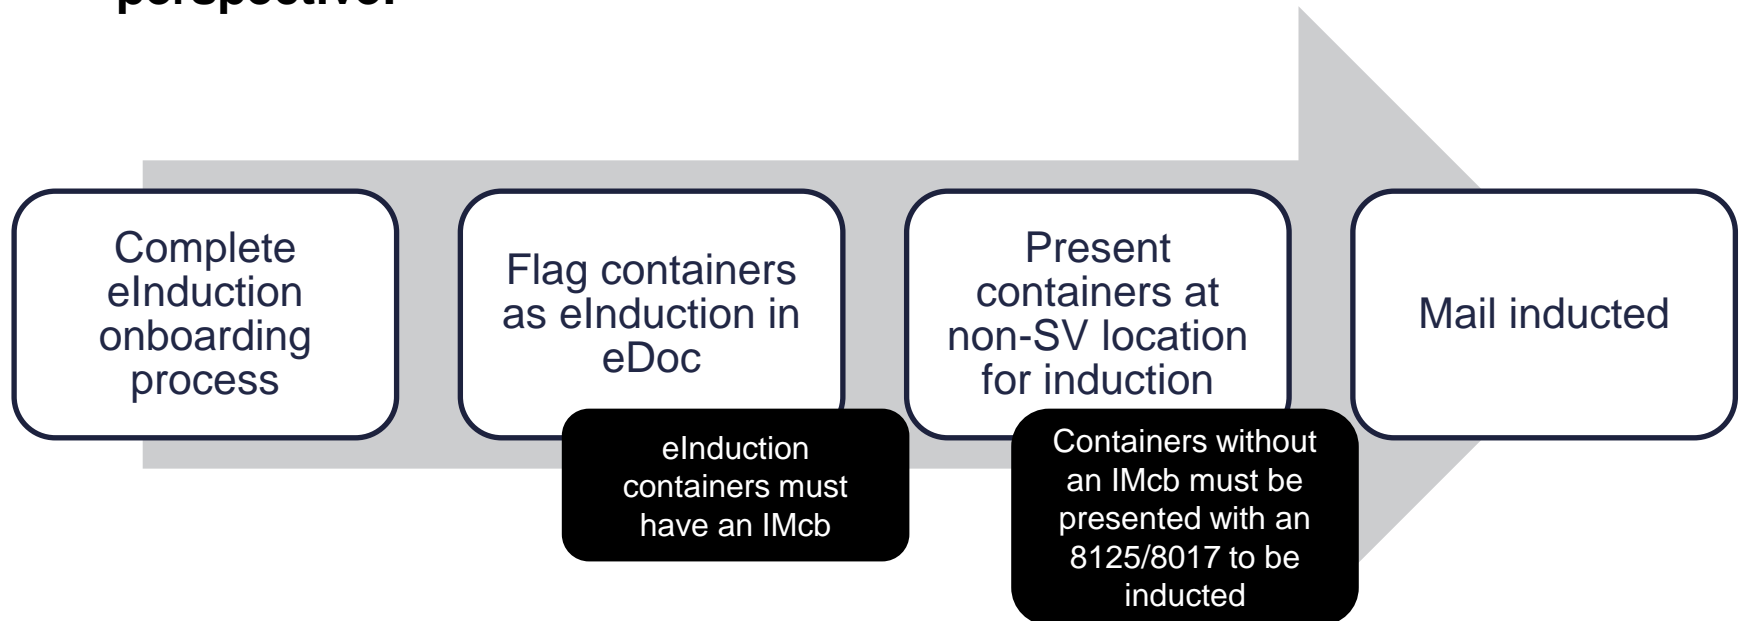 perspective:
Complete
eInduction
onboarding
process
Flag containers
as eInduction in
eDoc
eInduction
containers must
have an IMcb
Present
containers at
non-SV location
for induction
Containers without
an IMcb must be
presented with an
8125/8017 to be
inducted
Mail inducted